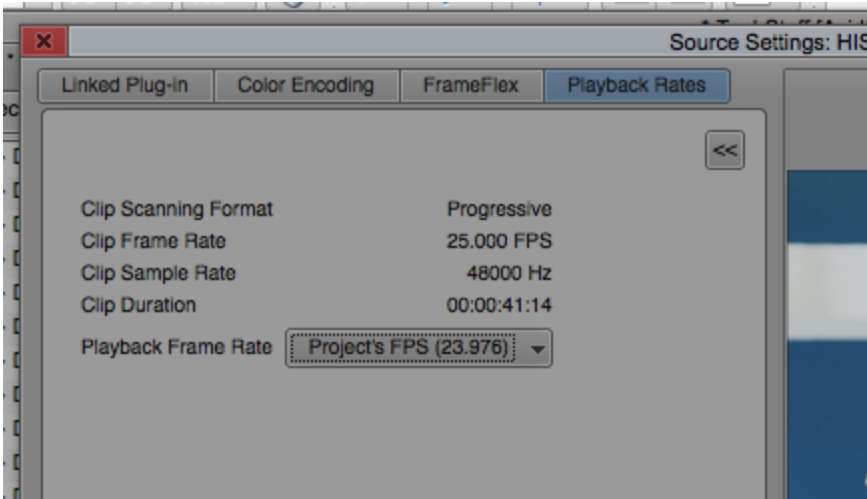 Source Settings: HIS
Linked Plug-in Color Encoding FrameFlex Playback Rates
<<
Clip Scanning Format Progressive
Clip Frame Rate 25.000 FPS
Clip Sample Rate 48000 Hz
Clip Duration 00:00:41:14
Playback Frame Rate Project's FPS (23.976)